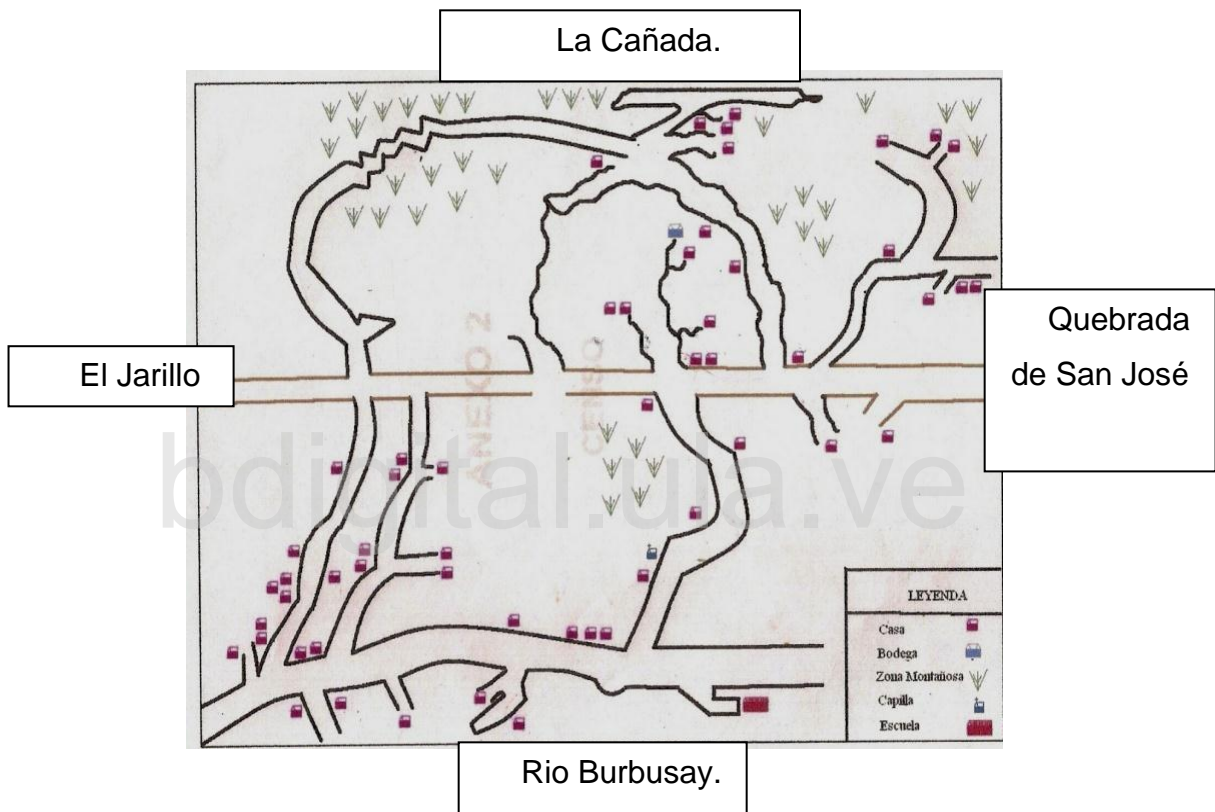 La Cañada.
El Jarillo
Quebrada
de San José
ANEXO 2
CENSO
bdigital.ula.ve
LEYENDA
Casa
Bodega
Zona Montañosa
Capilla
Escuela
Rio Burbusay.